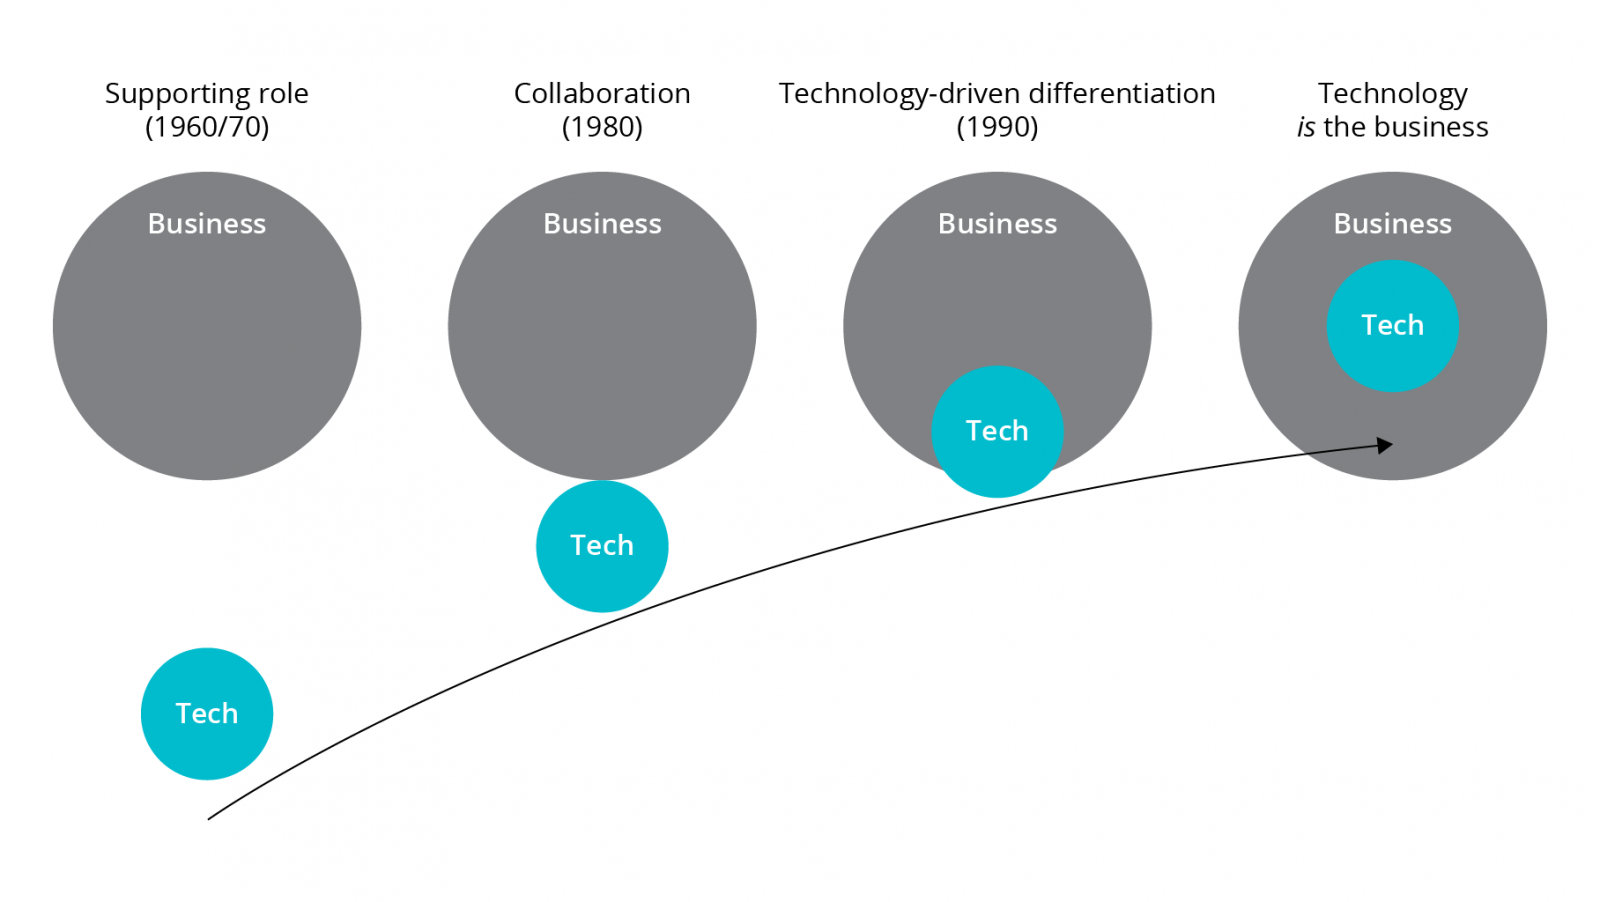 Supporting role
(1960/70)
Collaboration
(1980)
Technology-driven differentiation
(1990)
Technology
is the business
Business
Business
Business
Business
Tech
Tech
Tech
Tech